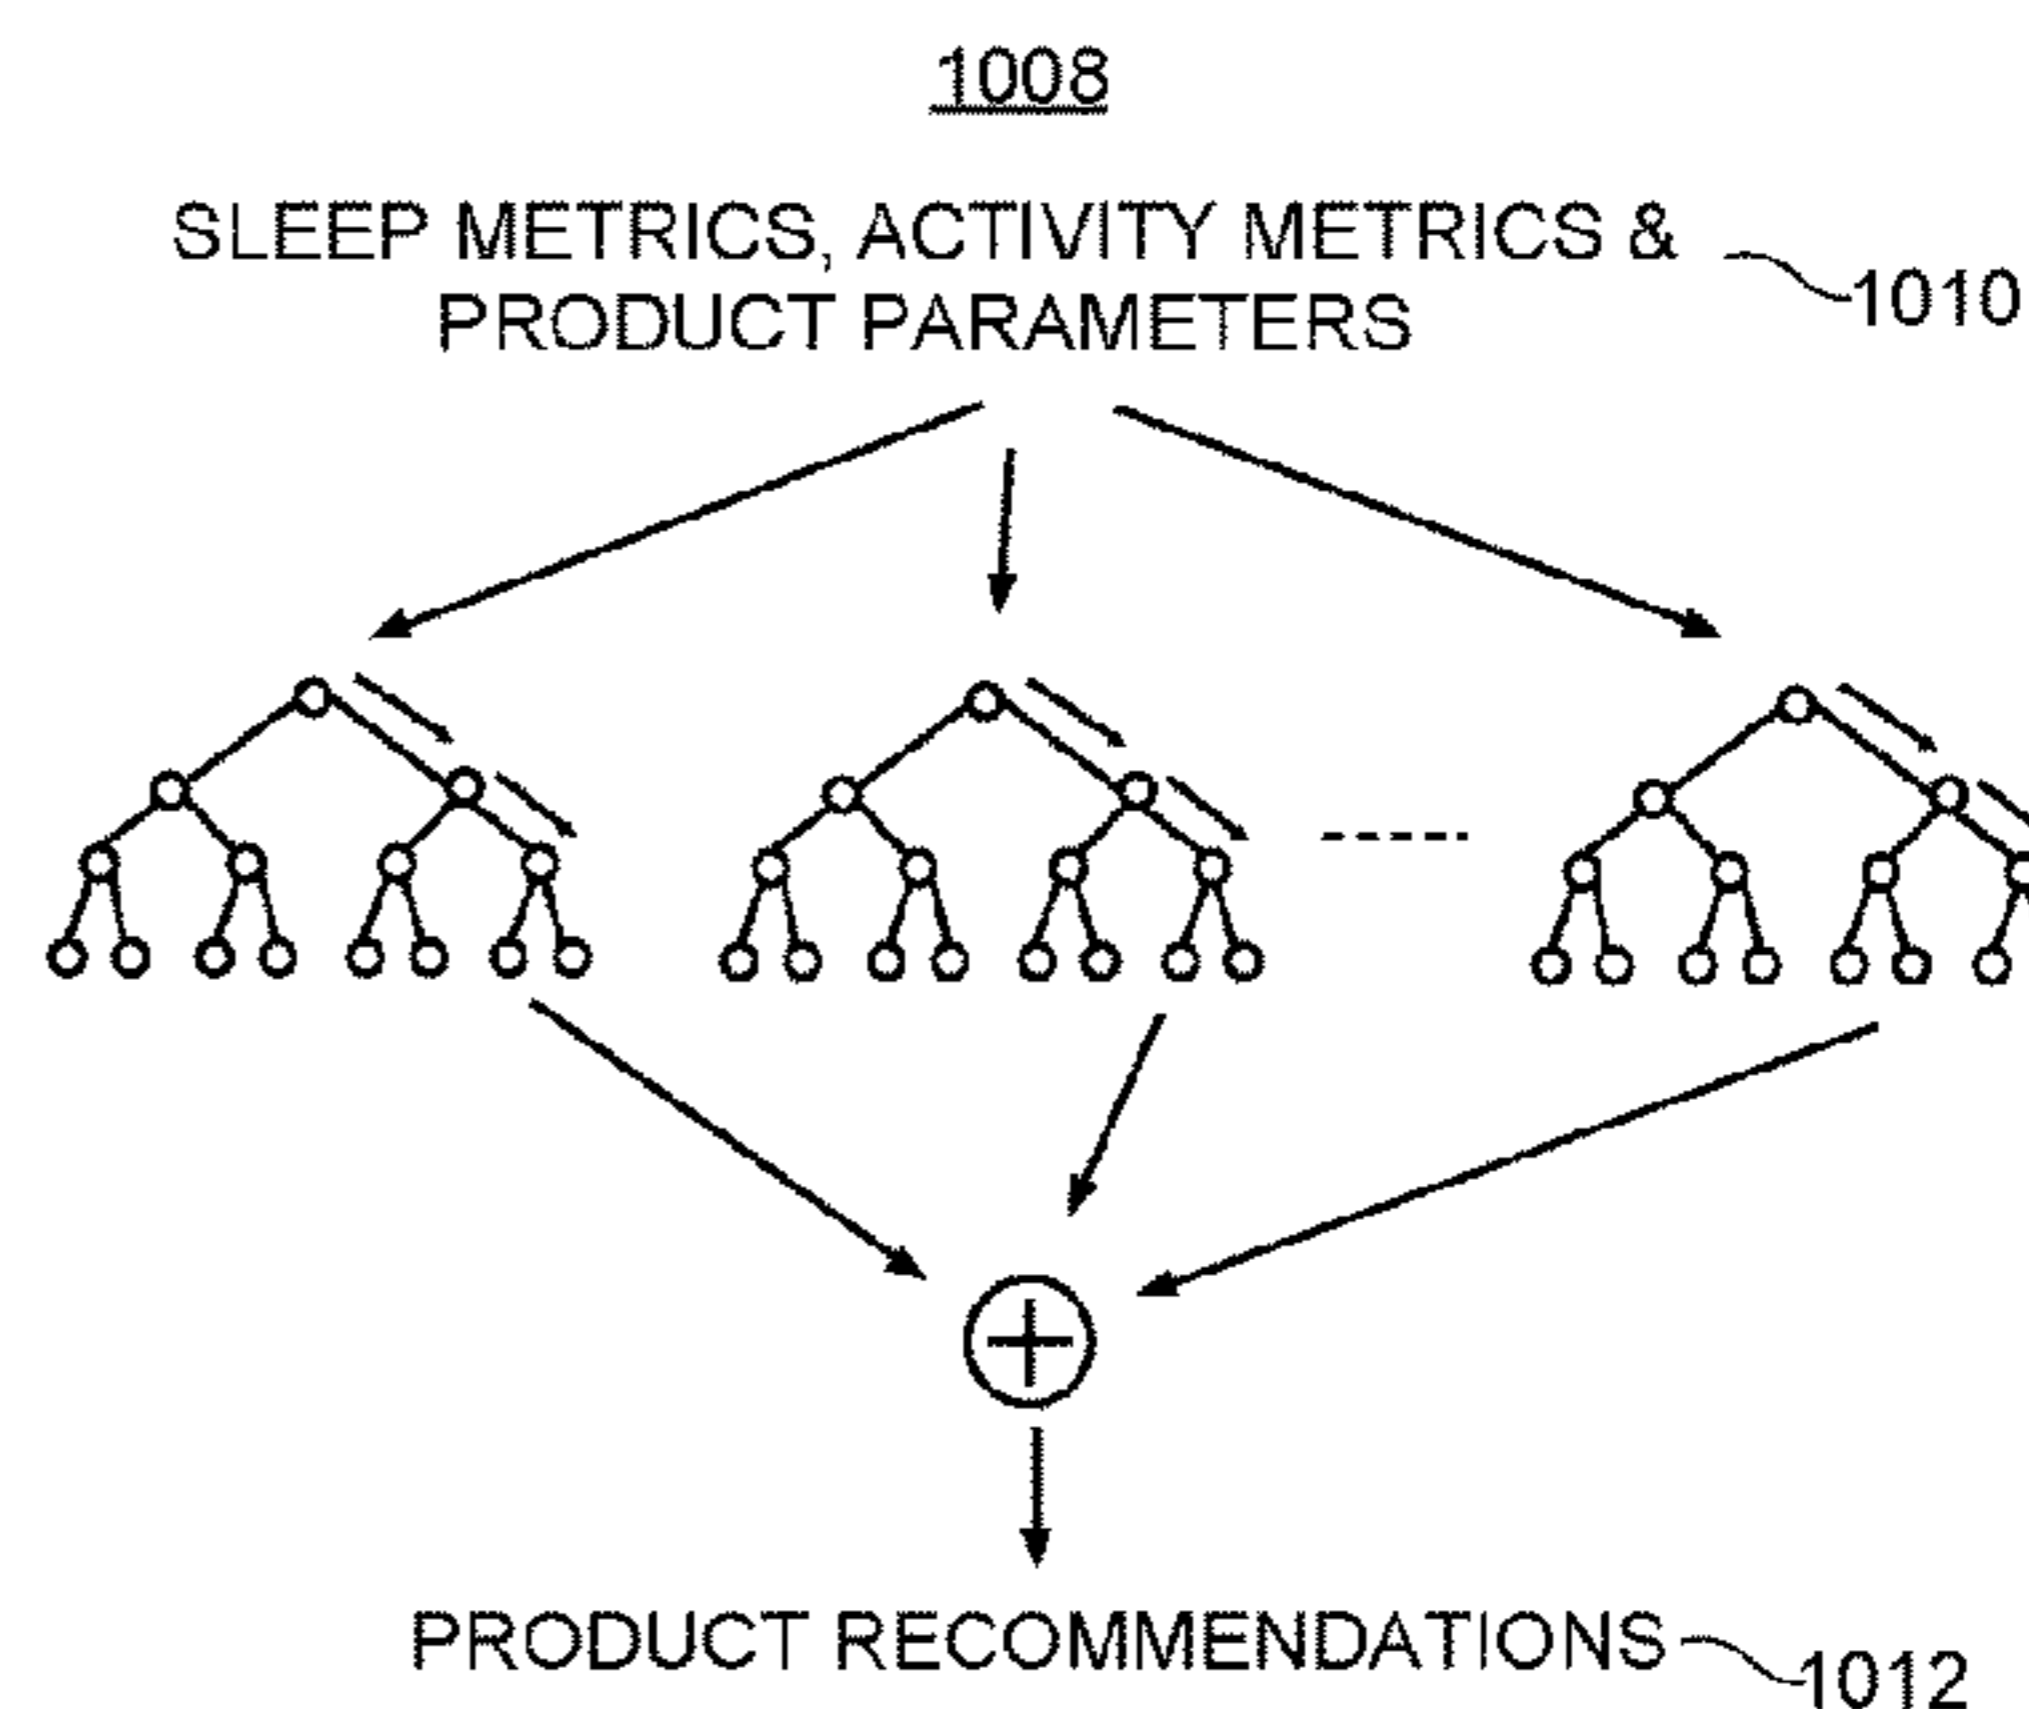 1008
SLEEP METRICS, ACTIVITY METRICS &
PRODUCT PARAMETERS
1010
PRODUCT RECOMMENDATIONS
1012